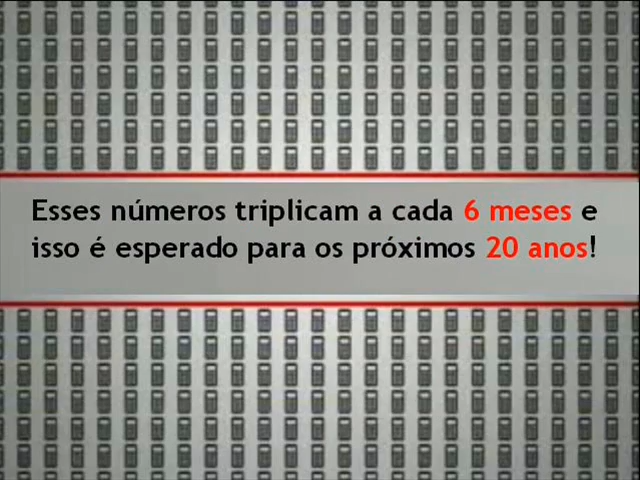 Esses números triplicam a cada 6 meses e
isso é esperado para os próximos 20 anos!